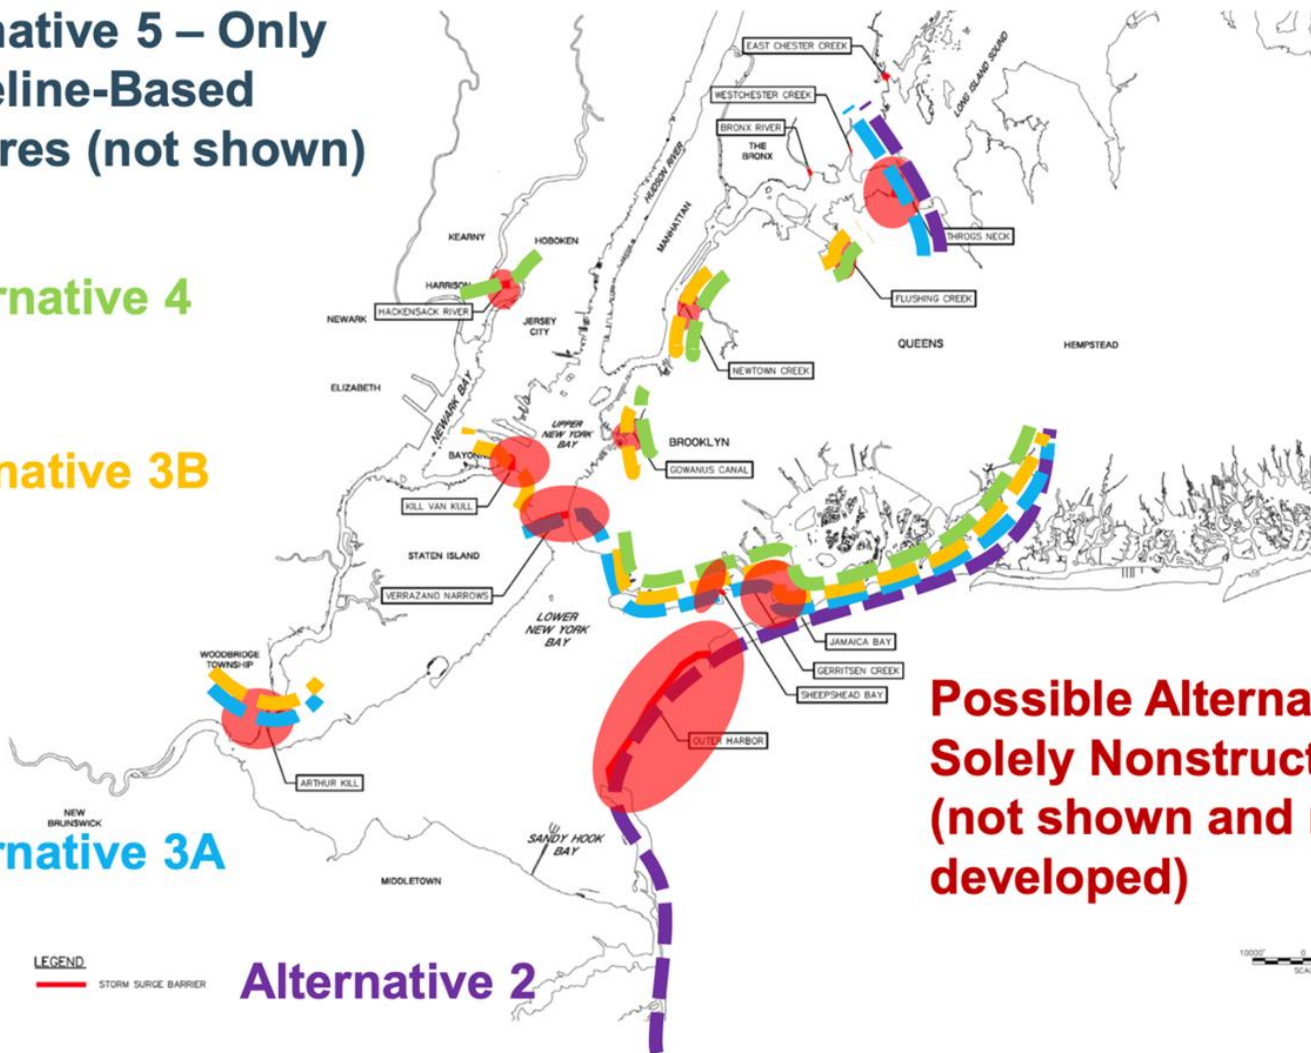 native 5 – Only
eline-Based
res (not shown)
EAST CHESTER CREEK
WESTCHESTER CREEK
BRONX RIVER
THE
BRONX
LONG ISLAND SOUND
HUDSON RIVER
MANHATTAN
THROGS NECK
FLUSHING CREEK
KEARNY
HOBOKEN
HARRISON
HACKENSACK RIVER
NEWARK
JERSEY
CITY
rnative 4
QUEENS
HEMPSTEAD
NEWTOWN CREEK
ELIZABETH
NEWARK BAY
UPPER
NEW YORK
BAY
BROOKLYN
GOWANUS CANAL
native 3B
BAYONN
KILL VAN KULL
STATEN ISLAND
VERRAZANO NARROWS
LOWER
NEW YORK
BAY
JAMAICA BAY
GERRITSEN CREEK
SHEEPSHEAD BAY
WOODBRIDGE
TOWNSHIP
OUTER HARBOR
ARTHUR KILL
Possible Alterna
Solely Nonstruct
(not shown and
developed)
NEW
BRUNSWICK
rnative 3A
SANDY HOOK
BAY
MIDDLETOWN
LEGEND
STORM SURGE BARRIER
Alternative 2
10000' 0
SCA